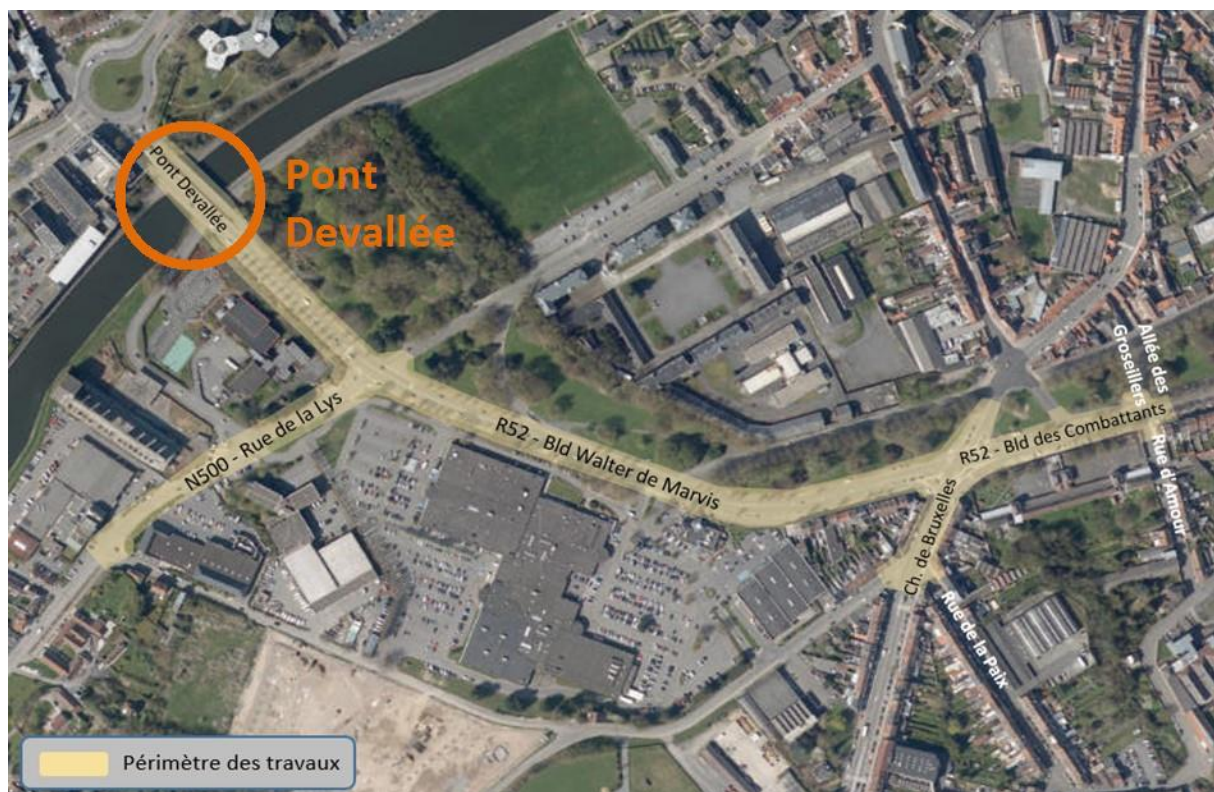 Pont Devallée
Pont
Devallée
N500 - Rue de la Lys
R52 - Bld Walter de Marvis
Ch. de Bruxelles
R52 - Bld des Combattants
Allée des
Groseillers
Rue d'Amour
Rue de la Paix
Périmètre des travaux